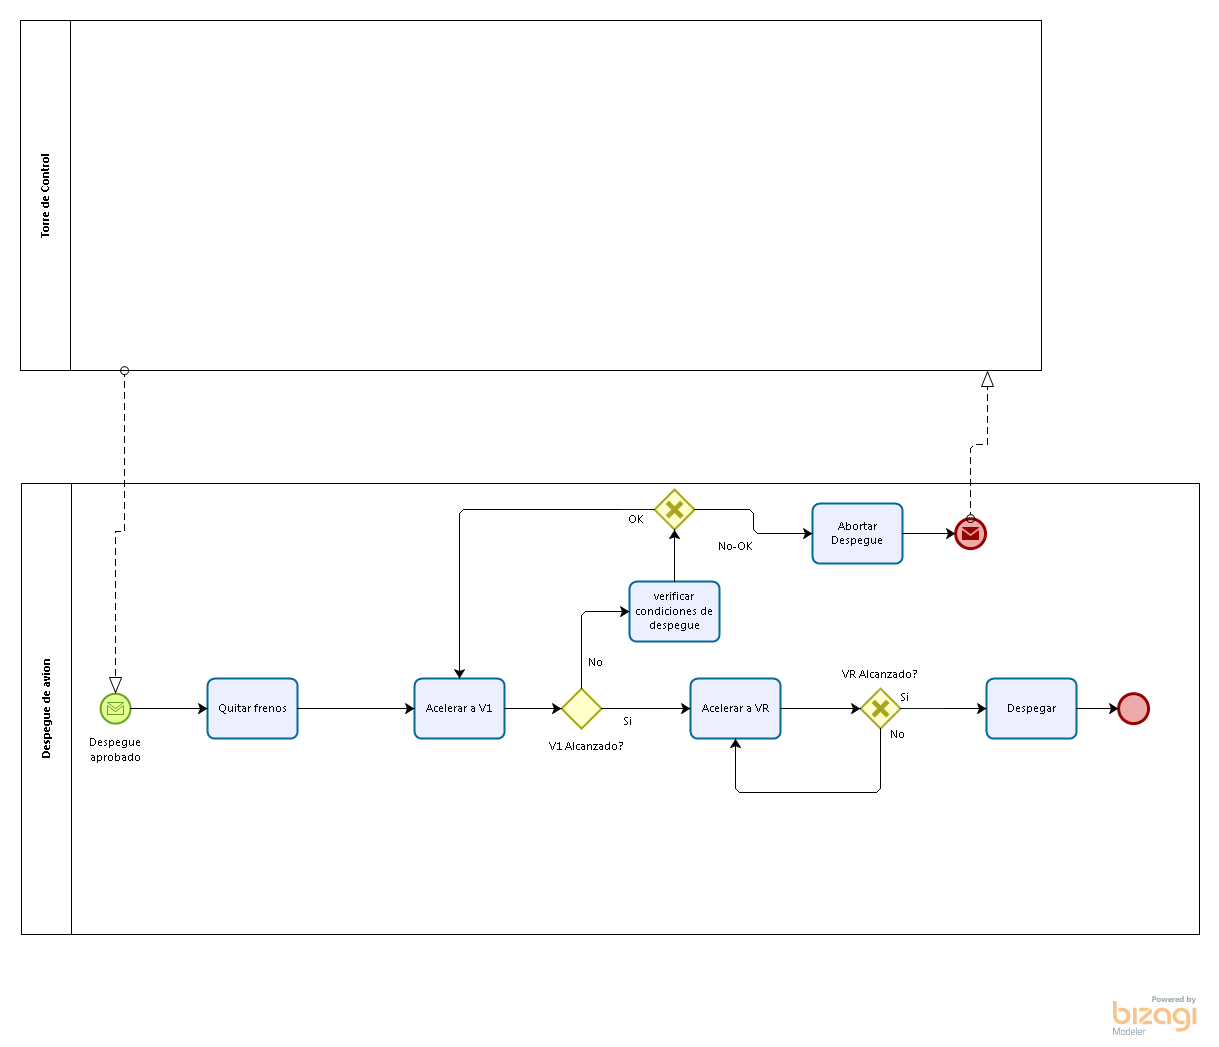 Torre de Control
Despegue de avion
OK
No-OK
Abortar
Despegue
verificar
condiciones de
despegue
No
VR Alcanzado?
Si
Quitar frenos
Acelerar a V1
Acelerar a VR
Despegar
Si
No
Despegue
aprobado
V1 Alcanzado?
Powered by
bizagi
Modeler